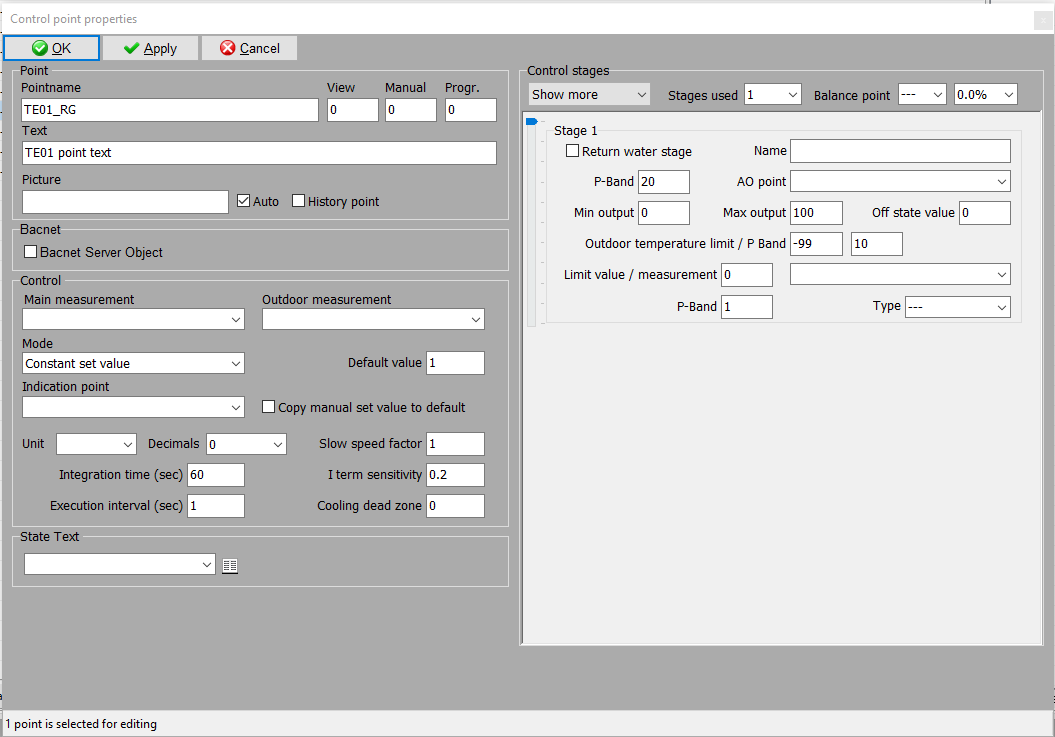 Control point properties
OK Apply Cancel
Point
Pointname View Manual Progr.
TE01_RG 0 0 0
Text
TE01 point text
Picture
Auto History point
Bacnet
Bacnet Server Object
Control
Main measurement Outdoor measurement
Mode
Constant set value Default value 1
Indication point
Copy manual set value to default
Unit Decimals 0 Slow speed factor 1
Integration time (sec) 60 I term sensitivity 0.2
Execution interval (sec) 1 Cooling dead zone 0
State Text
Control stages
Show more Stages used 1 Balance point --- 0.0%
Stage 1
Return water stage Name
P-Band 20 AO point
Min output 0 Max output 100 Off state value 0
Outdoor temperature limit / P Band -99 10
Limit value / measurement 0
P-Band 1 Type ---
1 point is selected for editing